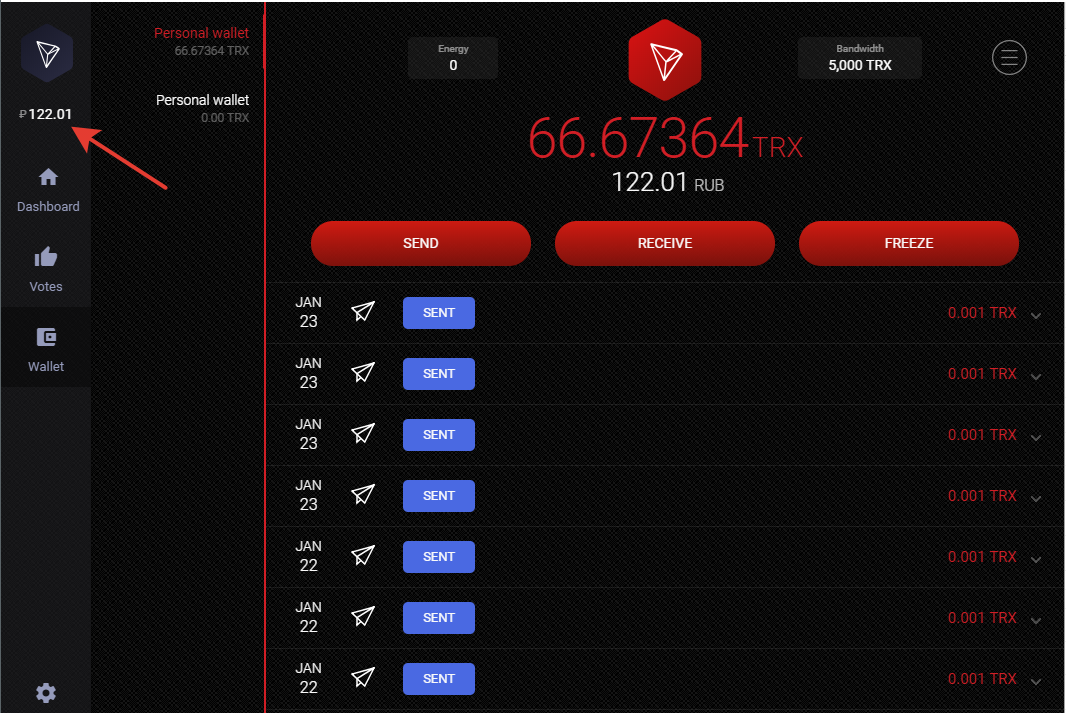 ₽122.01
Dashboard
Votes
Wallet
Personal wallet
66.67364 TRX
Personal wallet
0.00 TRX
Energy
0
Bandwidth
5,000 TRX
66.67364 TRX
122.01 RUB
SEND RECEIVE FREEZE
JAN
23 SENT 0.001 TRX
JAN
23 SENT 0.001 TRX
JAN
23 SENT 0.001 TRX
JAN
23 SENT 0.001 TRX
JAN
22 SENT 0.001 TRX
JAN
22 SENT 0.001 TRX
JAN
22 SENT 0.001 TRX